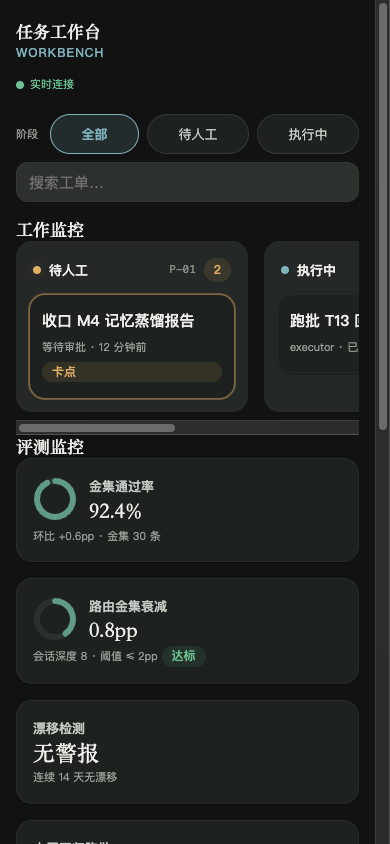 任务工作台
WORKBENCH
实时连接
阶段 全部 待人工 执行中
搜索工单…
工作监控
待人工 P-01 2
收口 M4 记忆蒸馏报告
等待审批 · 12 分钟前
卡点
执行中
跑批 T13
executor · 已
评测监控
金集通过率
92.4%
环比 +0.6pp · 金集 30 条
路由金集衰减
0.8pp
会话深度 8 · 阈值 ≤ 2pp 达标
漂移检测
无警报
连续 14 天无漂移